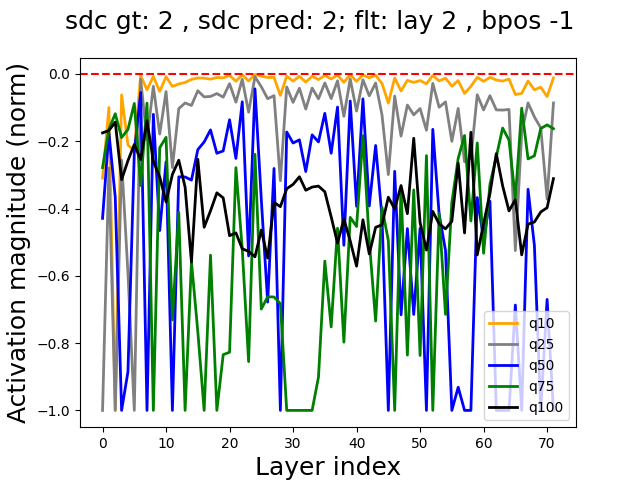 sdc gt: 2 , sdc pred: 2; flt: lay 2 , bpos -1
Activation magnitude (norm)
0.0
−0.2
−0.4
−0.6
−0.8
−1.0
q10
q25
q50
q75
q100
0 10 20 30 40 50 60 70
Layer index